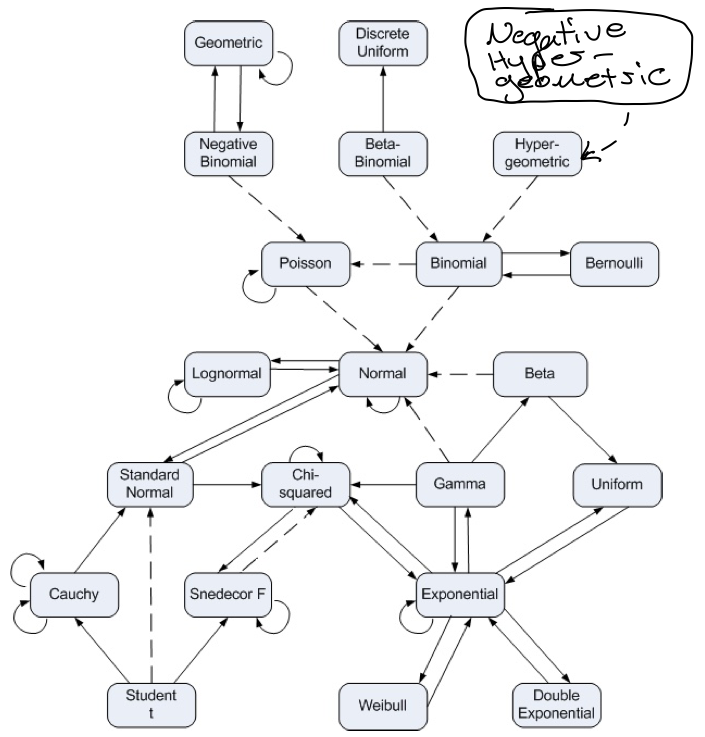 Geometric
Discrete
Uniform
Negative
Hyper-
geometric
Negative
Binomial
Beta-
Binomial
Hyper-
geometric
Poisson
Binomial
Bernoulli
Lognormal
Normal
Beta
Standard
Normal
Chi-
squared
Gamma
Uniform
Cauchy
Snedecor F
Exponential
Student
t
Weibull
Double
Exponential